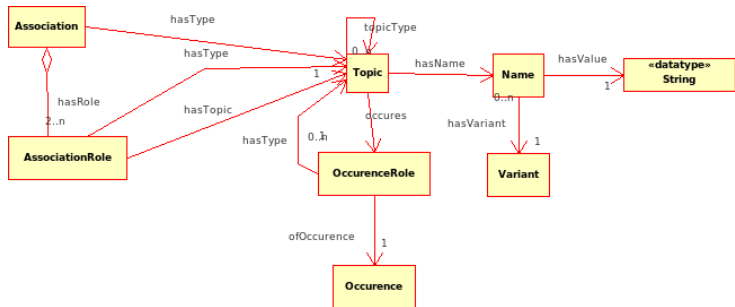 hasType
topicType
Association
hasType
0..n
Topic
hasName
Name
hasValue
«datatype»
String
1
1
hasRole
2..n
hasTopic
occures
0..n
hasVariant
AssociationRole
hasType
0..n
1
1
Variant
OccurenceRole
ofOccurence
1
Occurence